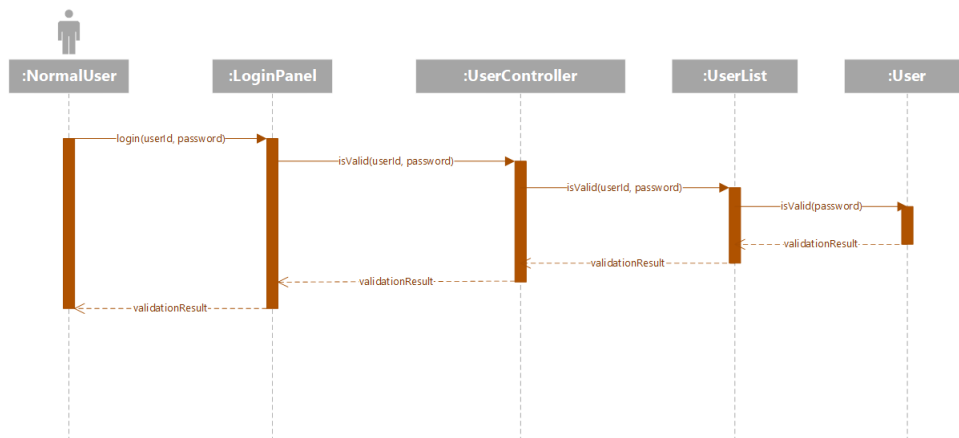 :NormalUser
:LoginPanel
:UserController
:UserList
:User
login(userId, password)
isValid(userId, password)
isValid(userId, password)
isValid(password)
validationResult
validationResult
validationResult
validationResult